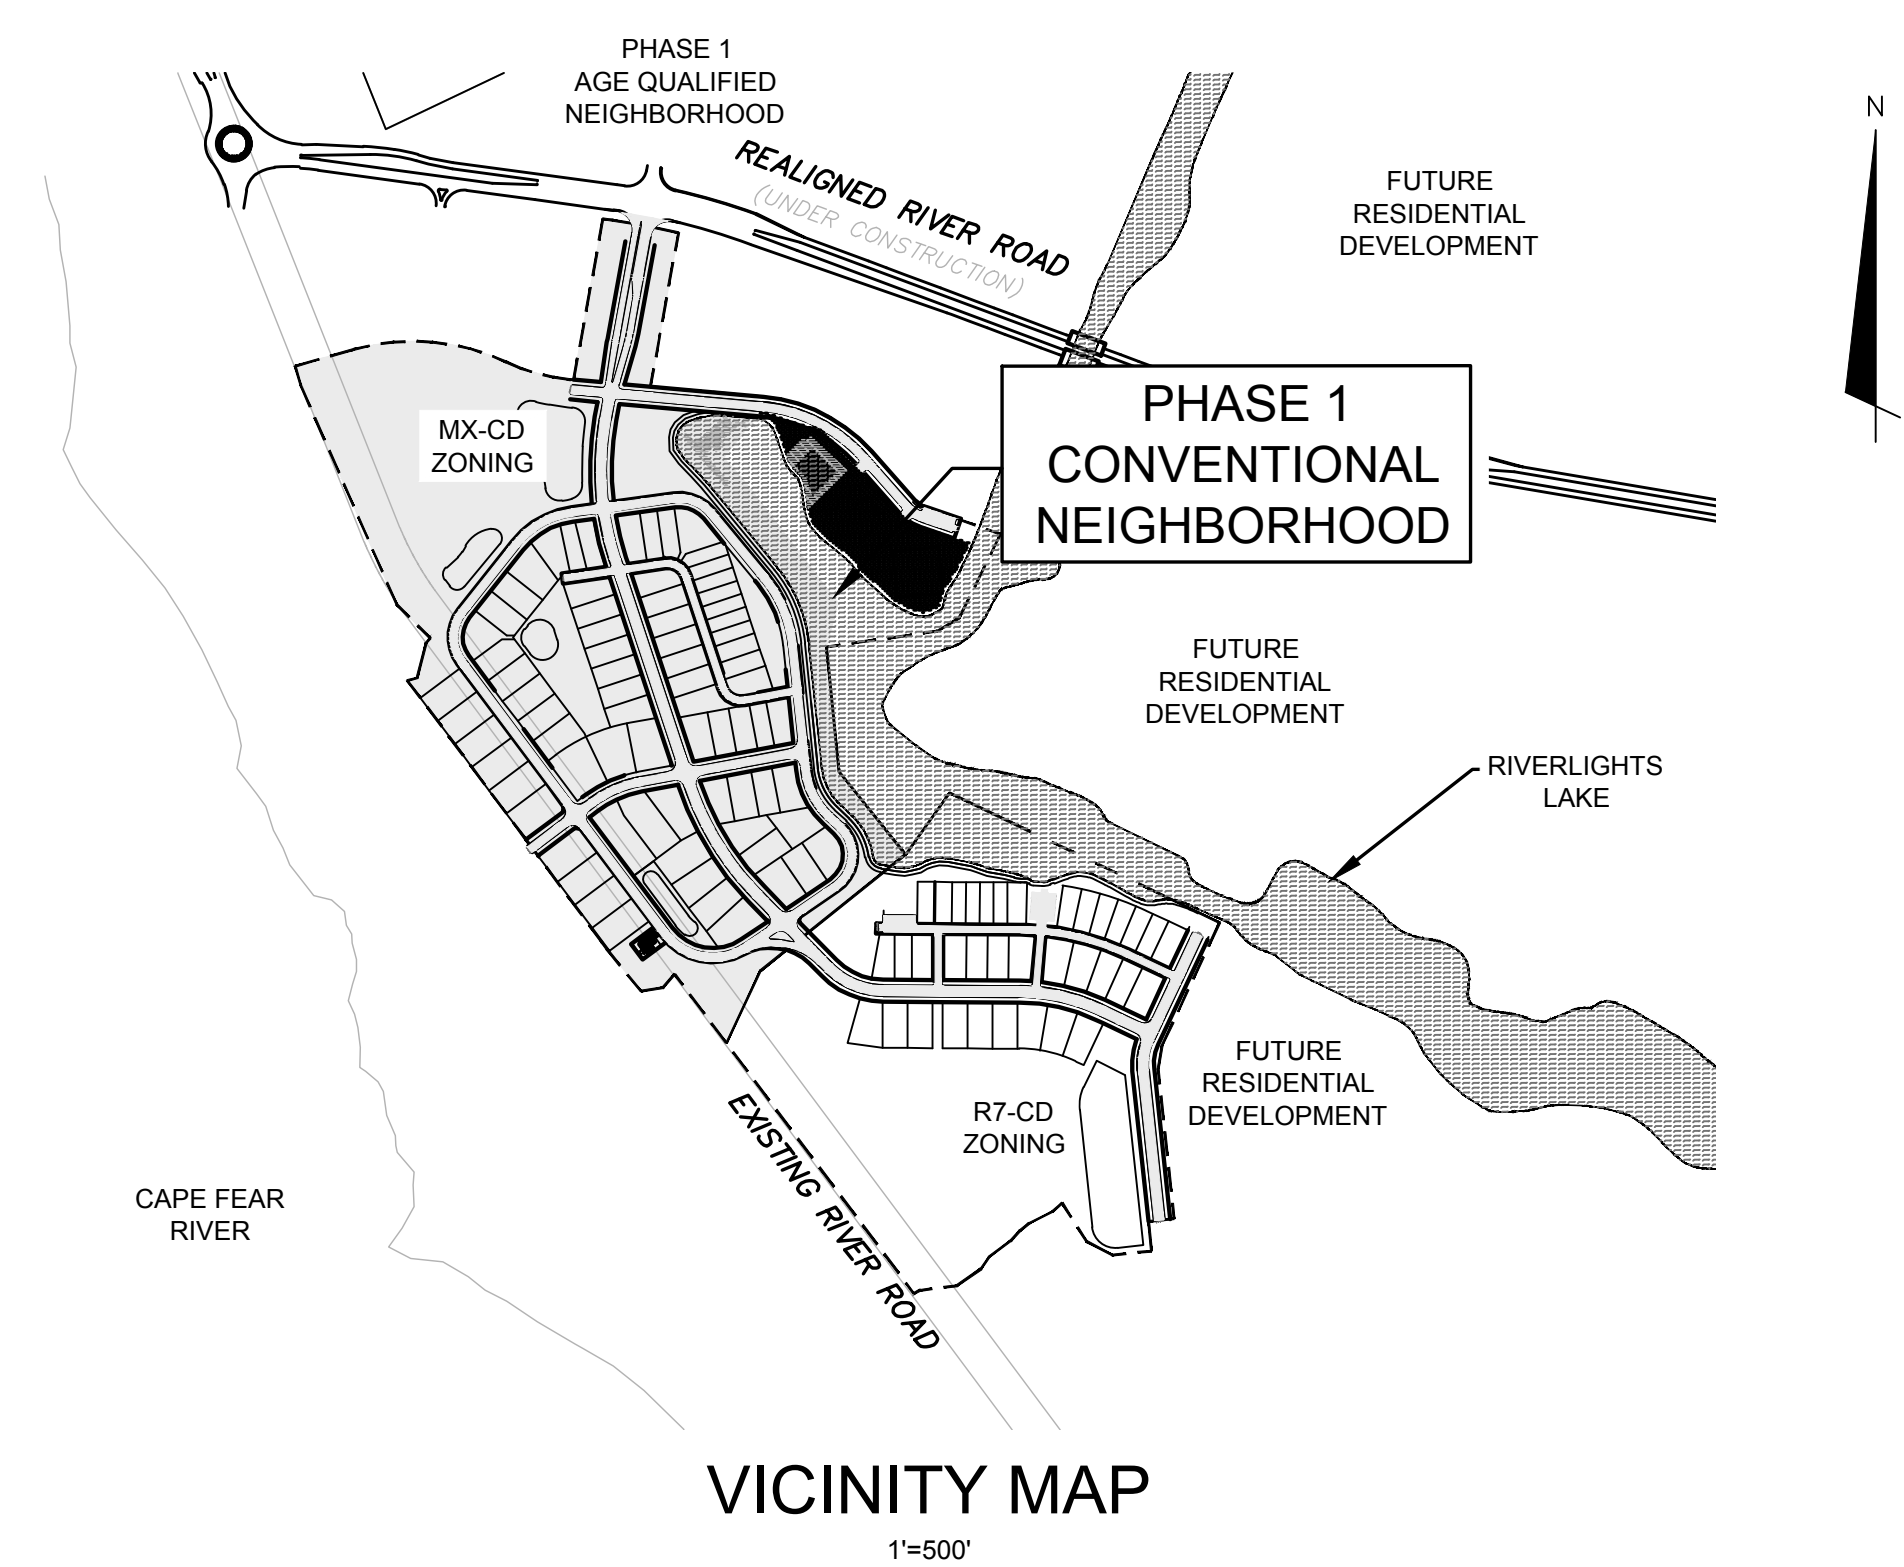 PHASE 1
AGE QUALIFIED
NEIGHBORHOOD
N
REALIGNED RIVER ROAD
(UNDER CONSTRUCTION)
FUTURE
RESIDENTIAL
DEVELOPMENT
PHASE 1
CONVENTIONAL
NEIGHBORHOOD
MX-CD
ZONING
FUTURE
RESIDENTIAL
DEVELOPMENT
RIVERLIGHTS
LAKE
FUTURE
RESIDENTIAL
DEVELOPMENT
R7-CD
ZONING
EXISTING RIVER ROAD
CAPE FEAR
RIVER
VICINITY MAP
1'=500'